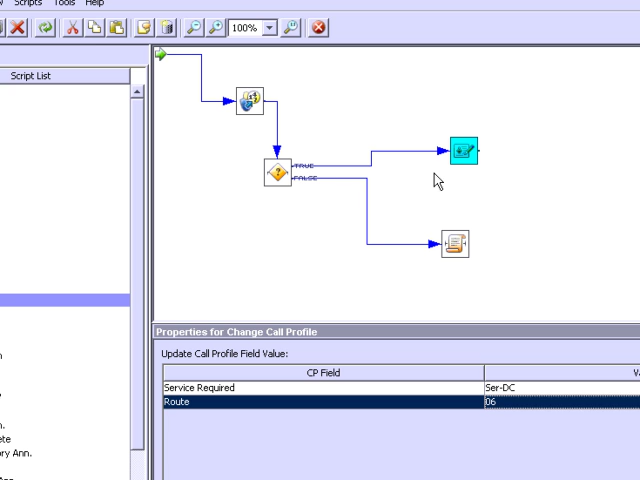 Scripts Tools Help
100%
Script List
TRUE
FALSE
n.
ete
ory Ann.
Ann.
Properties for Change Call Profile
Update Call Profile Field Value:
CP Field
Service Required Ser-DC
Route 06